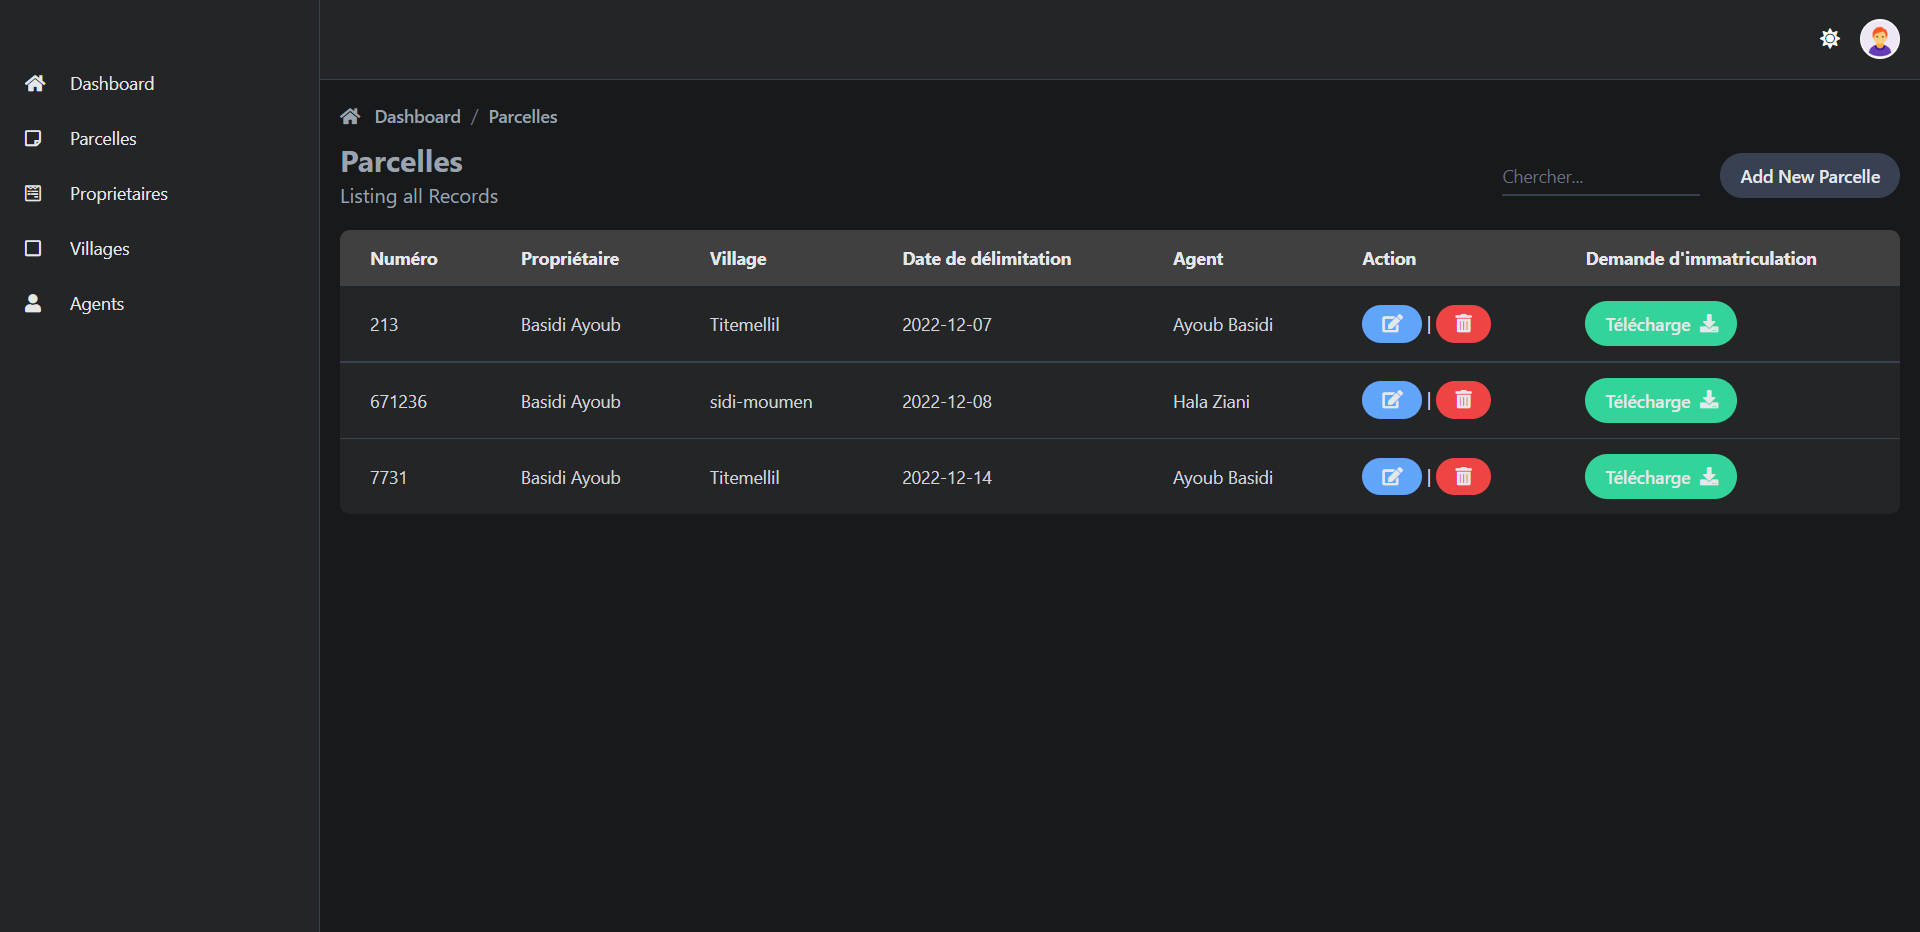 Dashboard
Parcelles
Proprietaires
Villages
Agents
Dashboard / Parcelles
Parcelles
Listing all Records
Chercher...
Add New Parcelle
Numéro Propriétaire Village Date de délimitation Agent Action Demande d'immatriculation
213 Basidi Ayoub Titemellil 2022-12-07 Ayoub Basidi | Télécharge
671236 Basidi Ayoub sidi-moumen 2022-12-08 Hala Ziani | Télécharge
7731 Basidi Ayoub Titemellil 2022-12-14 Ayoub Basidi | Télécharge